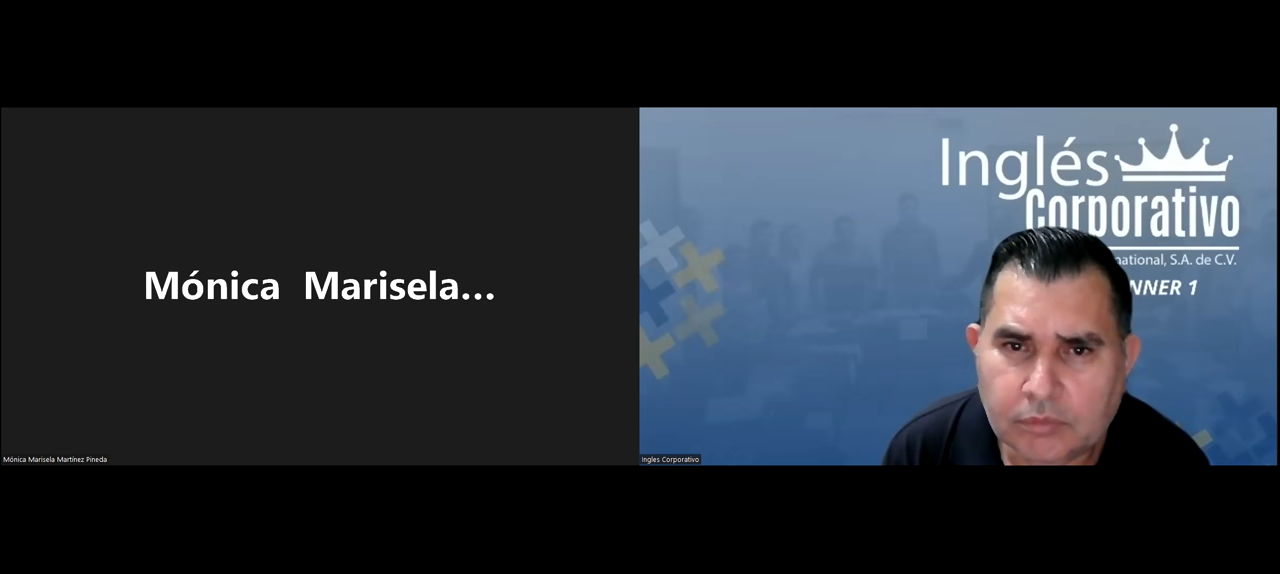 Mónica Marisela...
Mónica Marisela Martínez Pineda
Inglés
Corporativo
national, S.A. de C.V.
NNER 1
Ingles Corporativo